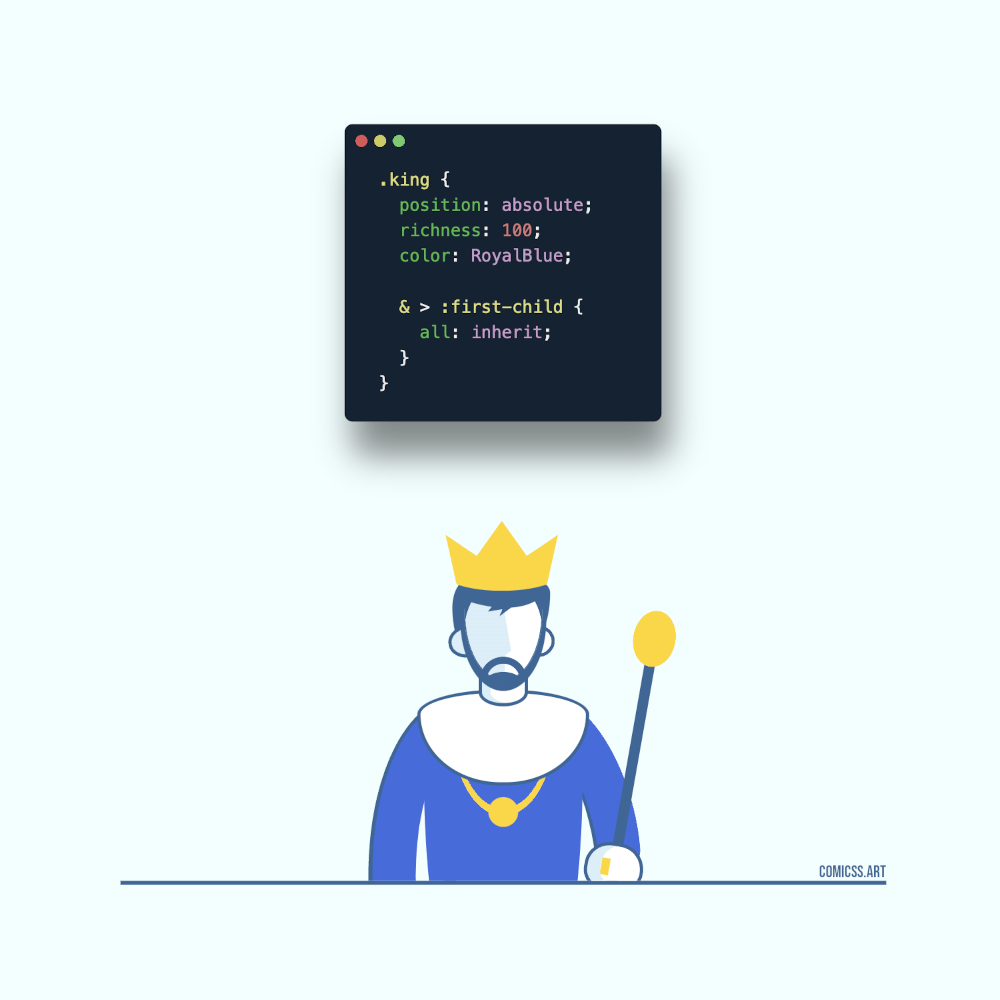 .king {
  position: absolute;
  richness: 100;
  color: RoyalBlue;

  & > :first-child {
    all: inherit;
  }
}
COMICSS.ART